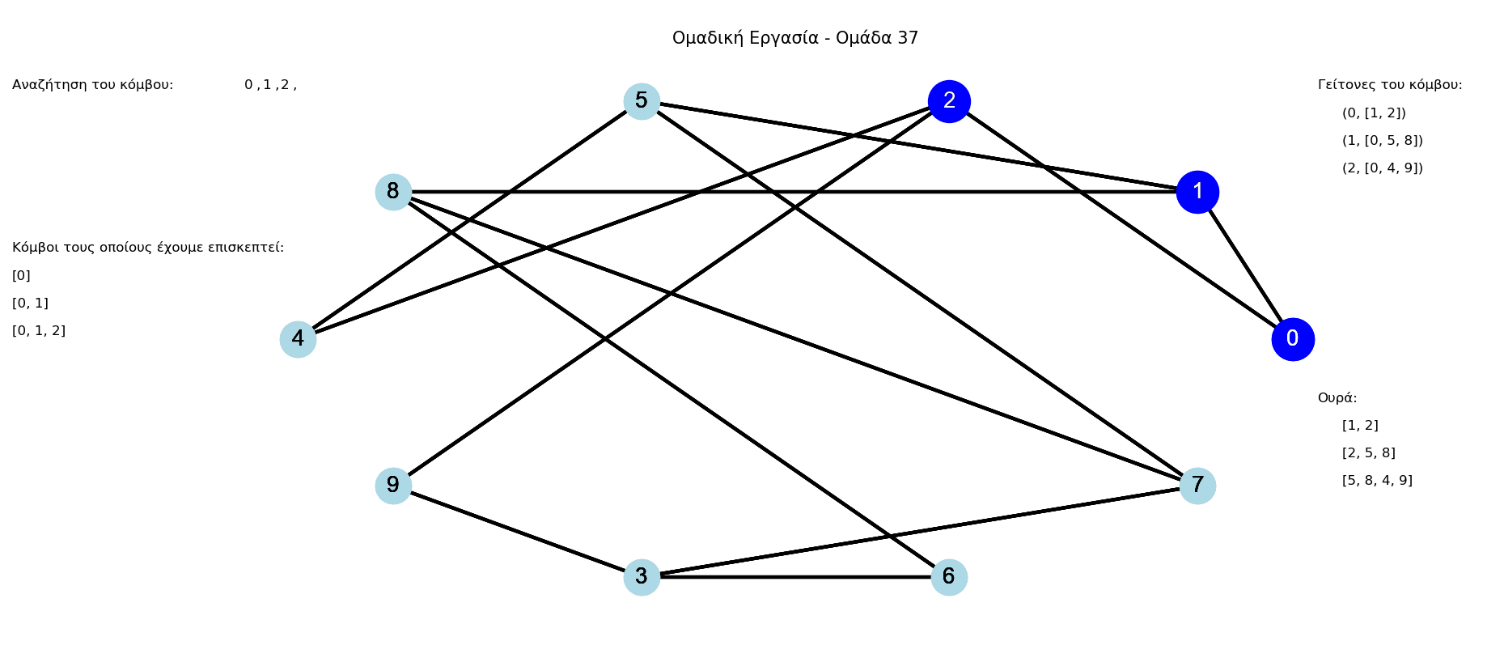 Ομαδική Εργασία - Ομάδα 37
Αναζήτηση του κόμβου: 0 ,1 ,2 ,
Γείτονες του κόμβου:
(0, [1, 2])
(1, [0, 5, 8])
(2, [0, 4, 9])
5
2
8
1
Κόμβοι τους οποίους έχουμε επισκεπτεί:
[0]
[0, 1]
[0, 1, 2]
4
0
Ουρά:
[1, 2]
[2, 5, 8]
[5, 8, 4, 9]
9
7
3
6